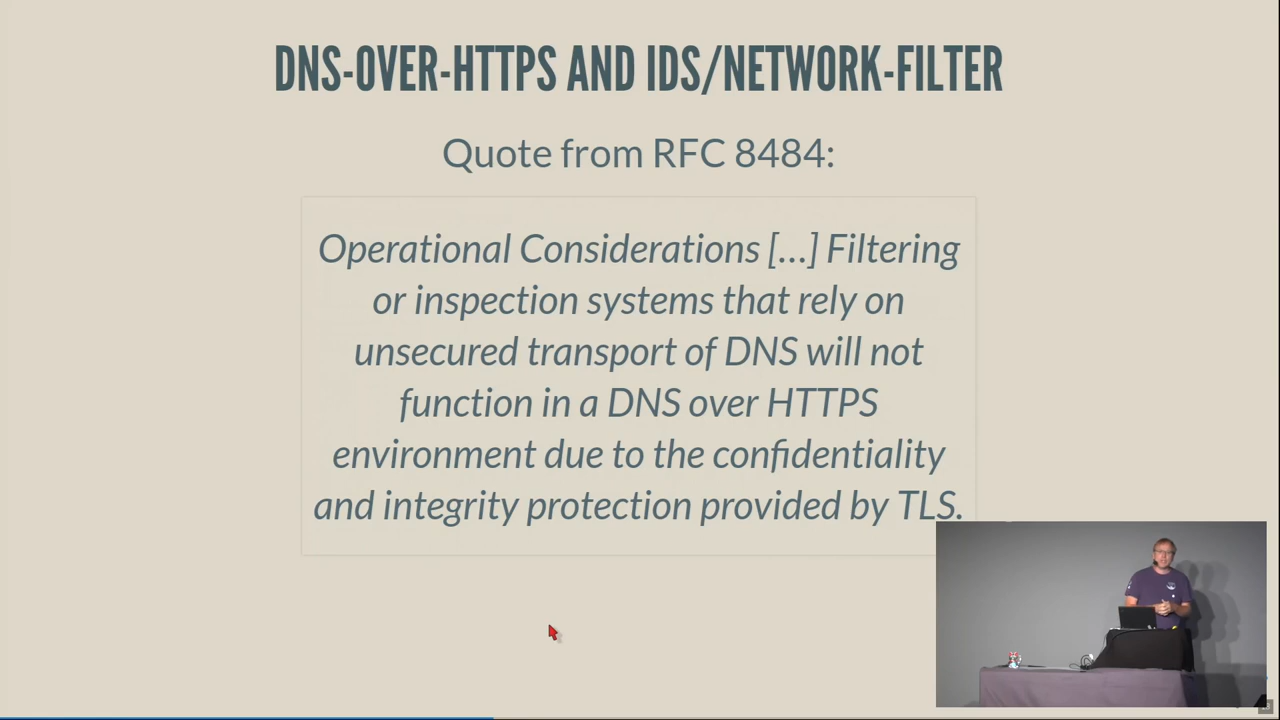 DNS-OVER-HTTPS AND IDS/NETWORK-FILTER
Quote from RFC 8484:
Operational Considerations [...] Filtering
or inspection systems that rely on
unsecured transport of DNS will not
function in a DNS over HTTPS
environment due to the confidentiality
and integrity protection provided by TLS.